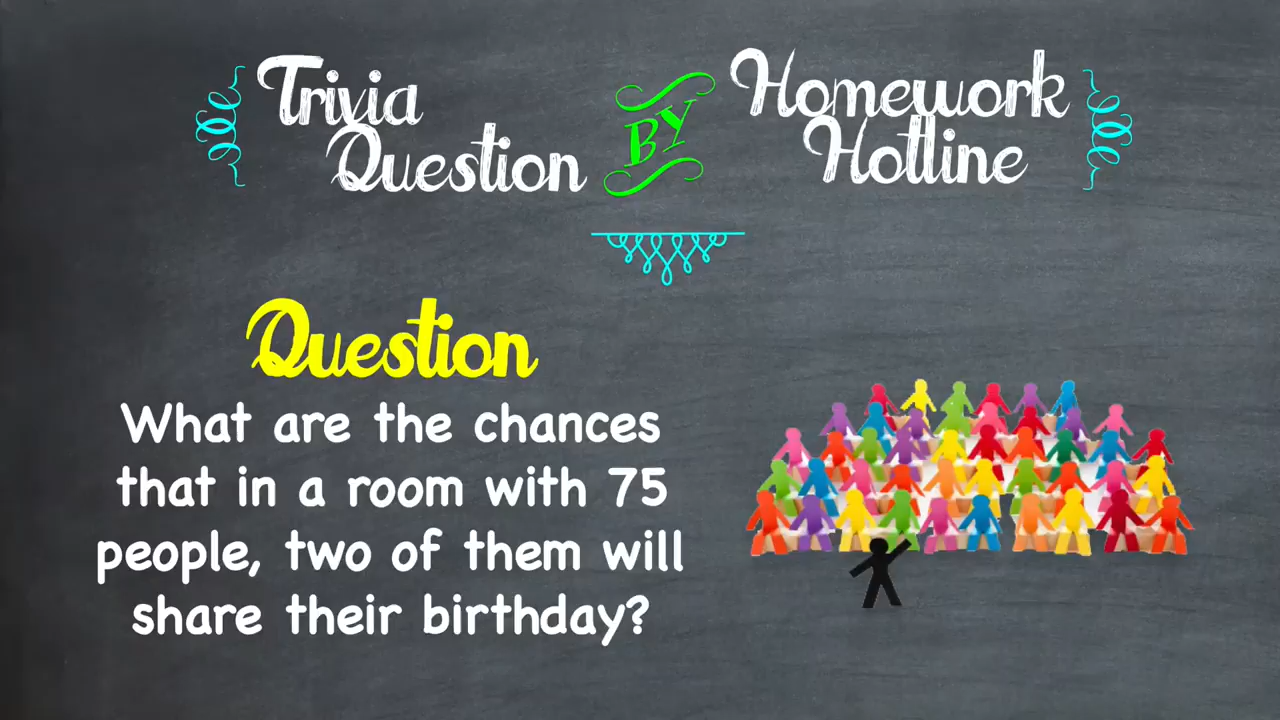 Trivia
Question
BY
Homework
Hotline
Question
What are the chances
that in a room with 75
people, two of them will
share their birthday?